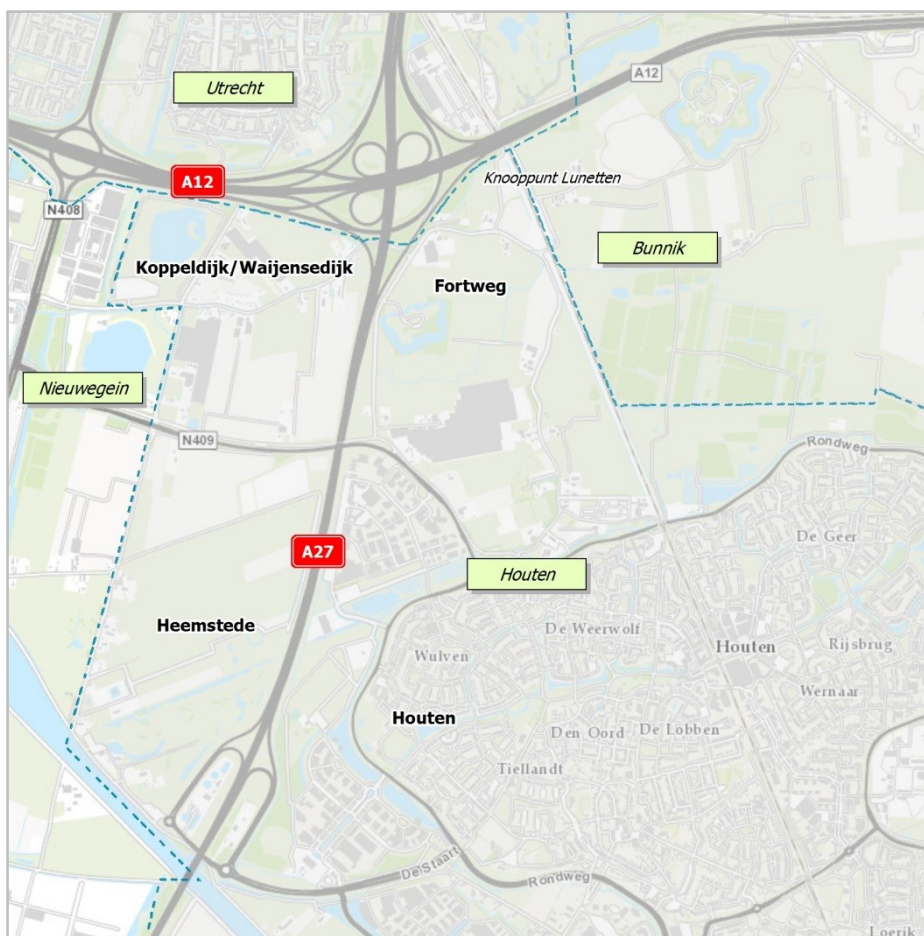 Utrecht
A12
A12
Knooppunt Lunetten
N408
Koppeldijk/Waijensedijk
Bunnik
Fortweg
Nieuwegein
N409
Rondweg
De Geer
A27
Houten
Heemstede
De Weerwolf
Wulven
Houten
Rijsbrug
Wernaar
Houten
Den Oord
De Lobben
Tiellandt
De Staart
Rondweg
Loerik